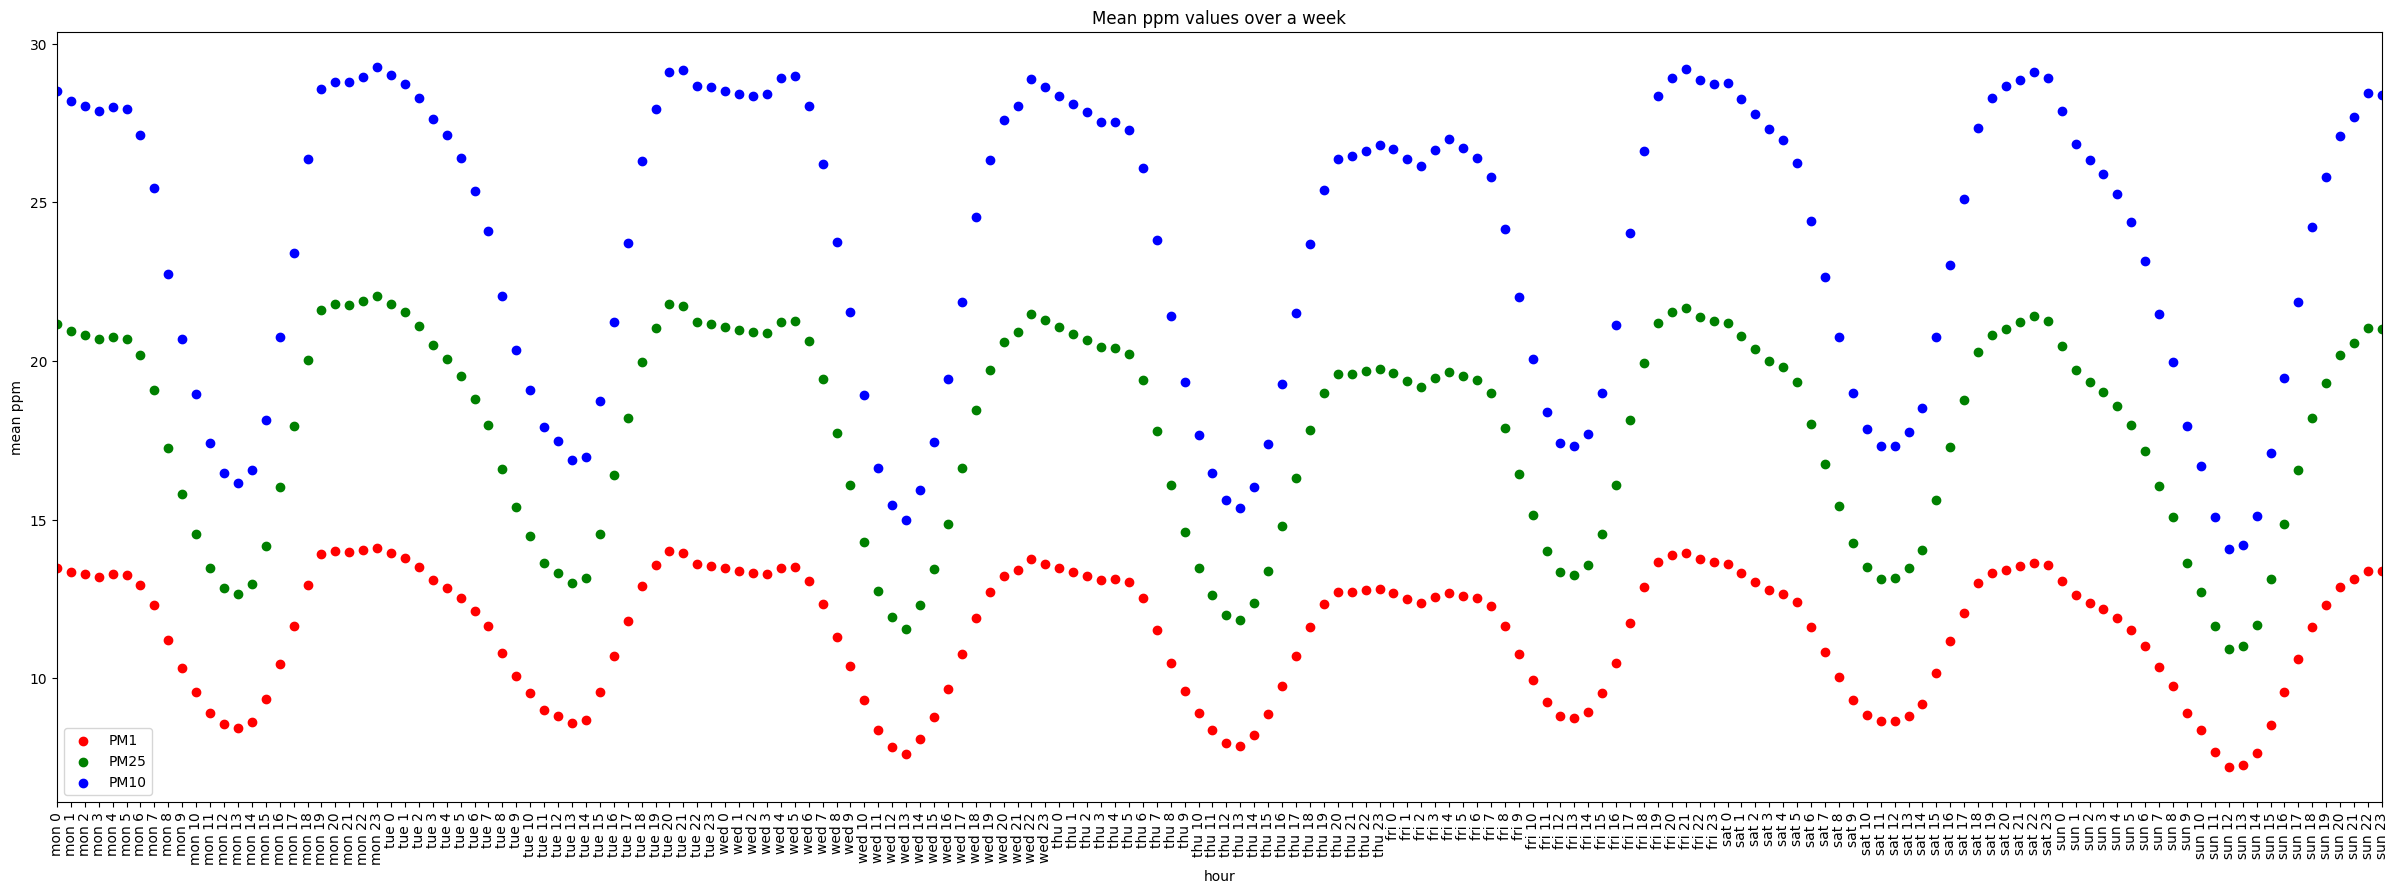 Mean ppm values over a week
30
25
20
15
10
mean ppm
PM1
PM25
PM10
mon 0
mon 1
mon 2
mon 3
mon 4
mon 5
mon 6
mon 7
mon 8
mon 9
mon 10
mon 11
mon 12
mon 13
mon 14
mon 15
mon 16
mon 17
mon 18
mon 19
mon 20
mon 21
mon 22
mon 23
tue 0
tue 1
tue 2
tue 3
tue 4
tue 5
tue 6
tue 7
tue 8
tue 9
tue 10
tue 11
tue 12
tue 13
tue 14
tue 15
tue 16
tue 17
tue 18
tue 19
tue 20
tue 21
tue 22
tue 23
wed 0
wed 1
wed 2
wed 3
wed 4
wed 5
wed 6
wed 7
wed 8
wed 9
wed 10
wed 11
wed 12
wed 13
wed 14
wed 15
wed 16
wed 17
wed 18
wed 19
wed 20
wed 21
wed 22
wed 23
thu 0
thu 1
thu 2
thu 3
thu 4
thu 5
thu 6
thu 7
thu 8
thu 9
thu 10
thu 11
thu 12
thu 13
thu 14
thu 15
thu 16
thu 17
thu 18
thu 19
thu 20
thu 21
thu 22
thu 23
fri 0
fri 1
fri 2
fri 3
fri 4
fri 5
fri 6
fri 7
fri 8
fri 9
fri 10
fri 11
fri 12
fri 13
fri 14
fri 15
fri 16
fri 17
fri 18
fri 19
fri 20
fri 21
fri 22
fri 23
sat 0
sat 1
sat 2
sat 3
sat 4
sat 5
sat 6
sat 7
sat 8
sat 9
sat 10
sat 11
sat 12
sat 13
sat 14
sat 15
sat 16
sat 17
sat 18
sat 19
sat 20
sat 21
sat 22
sat 23
sun 0
sun 1
sun 2
sun 3
sun 4
sun 5
sun 6
sun 7
sun 8
sun 9
sun 10
sun 11
sun 12
sun 13
sun 14
sun 15
sun 16
sun 17
sun 18
sun 19
sun 20
sun 21
sun 22
sun 23
hour